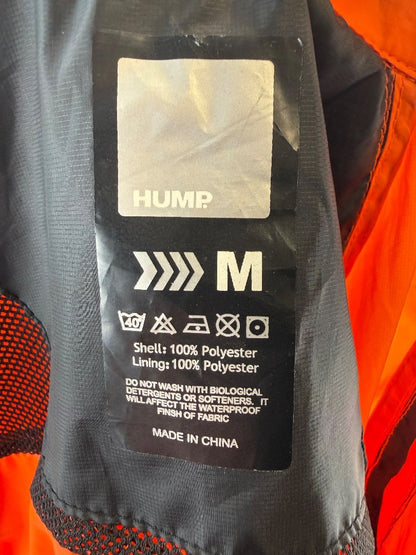 HUMP.
M
40
Shell: 100% Polyester
Lining: 100% Polyester
DO NOT WASH WITH BIOLOGICAL
DETERGENTS OR SOFTENERS. IT
WILL AFFECT THE WATERPROOF
FINSH OF FABRIC
MADE IN CHINA